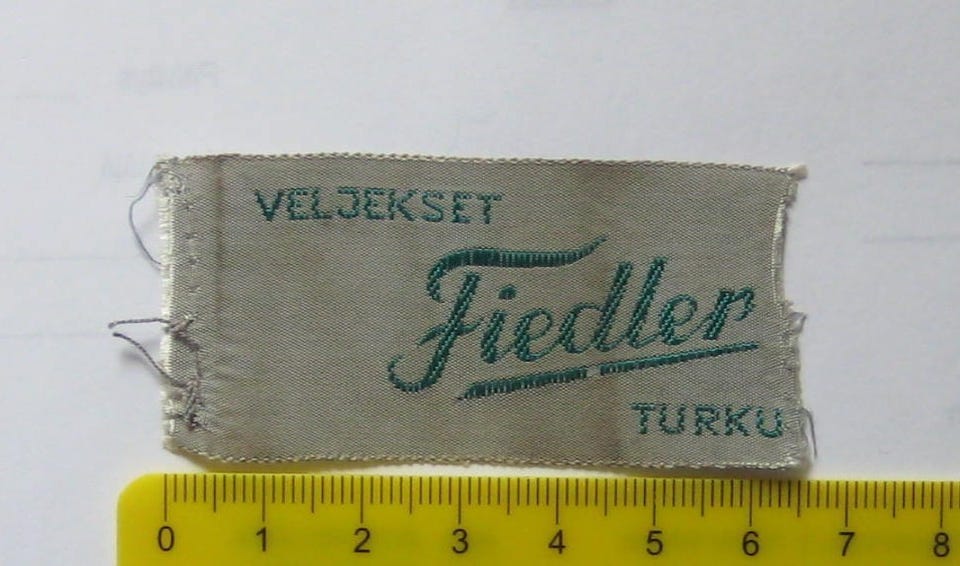 VELJEKSET
Fiedler
TURKU
0 1 2 3 4 5 6 7 8